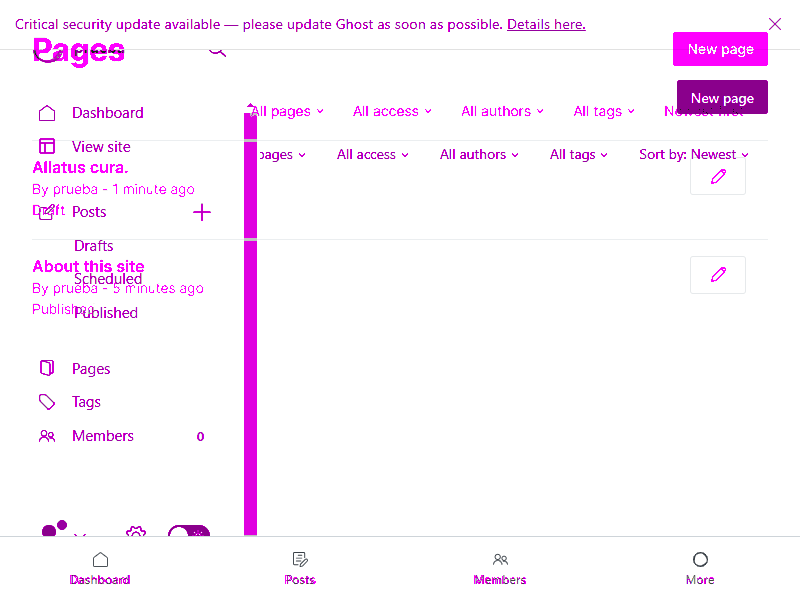 Critical security update available — please update Ghost as soon as possible. Details here.
Pages
New page
New page
Dashboard
All pages
All access
All authors
All tags
View site
pages
All access
All authors
All tags
Sort by: Newest
Allatus cura.
By prueba - 1 minute ago
Draft
Posts
Drafts
About this site
Scheduled
By prueba - 5 minutes ago
Published
Published
Pages
Tags
Members
0
Dashboard
Posts
Members
More